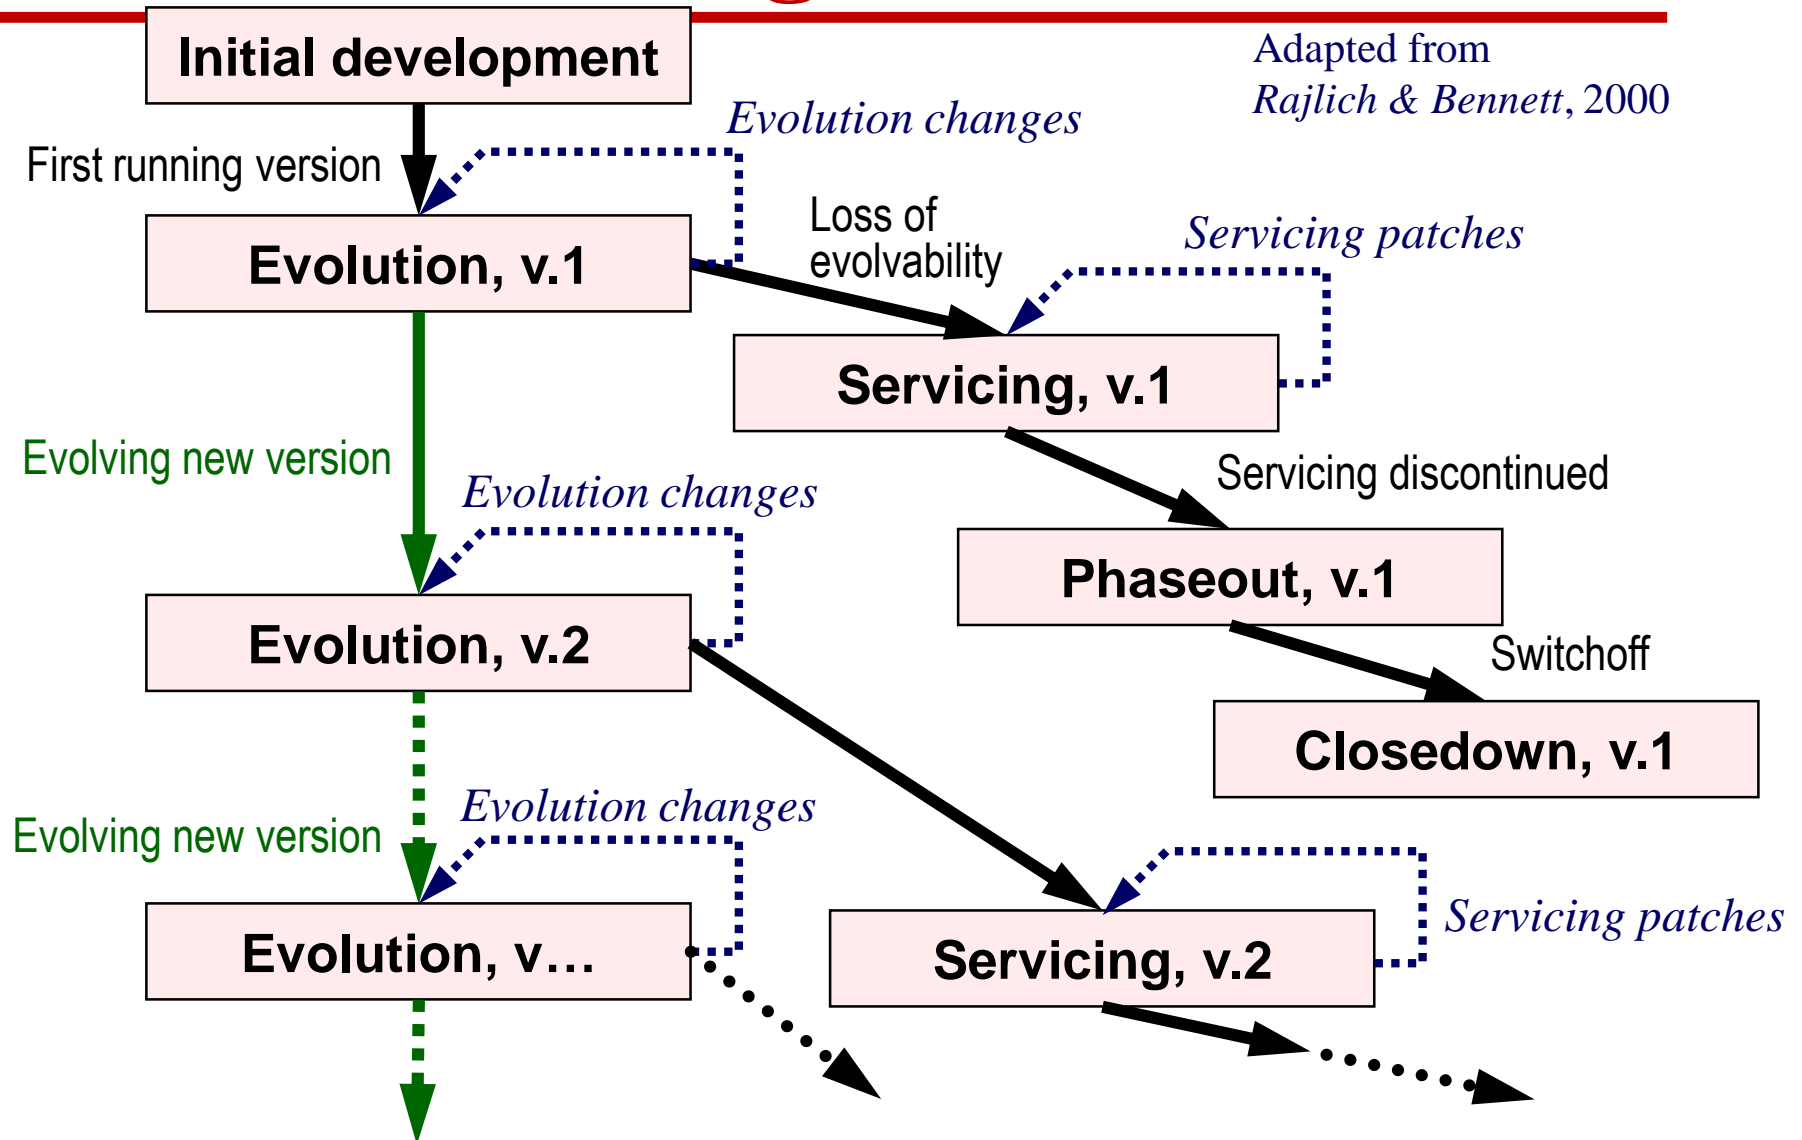 Initial development
Adapted from
Rajlich & Bennett, 2000
Evolution changes
First running version
Loss of
evolvability
Servicing patches
Evolution, v.1
Servicing, v.1
Evolving new version
Servicing discontinued
Evolution changes
Phaseout, v.1
Evolution, v.2
Switchoff
Closedown, v.1
Evolution changes
Evolving new version
Servicing patches
Evolution, v…
Servicing, v.2